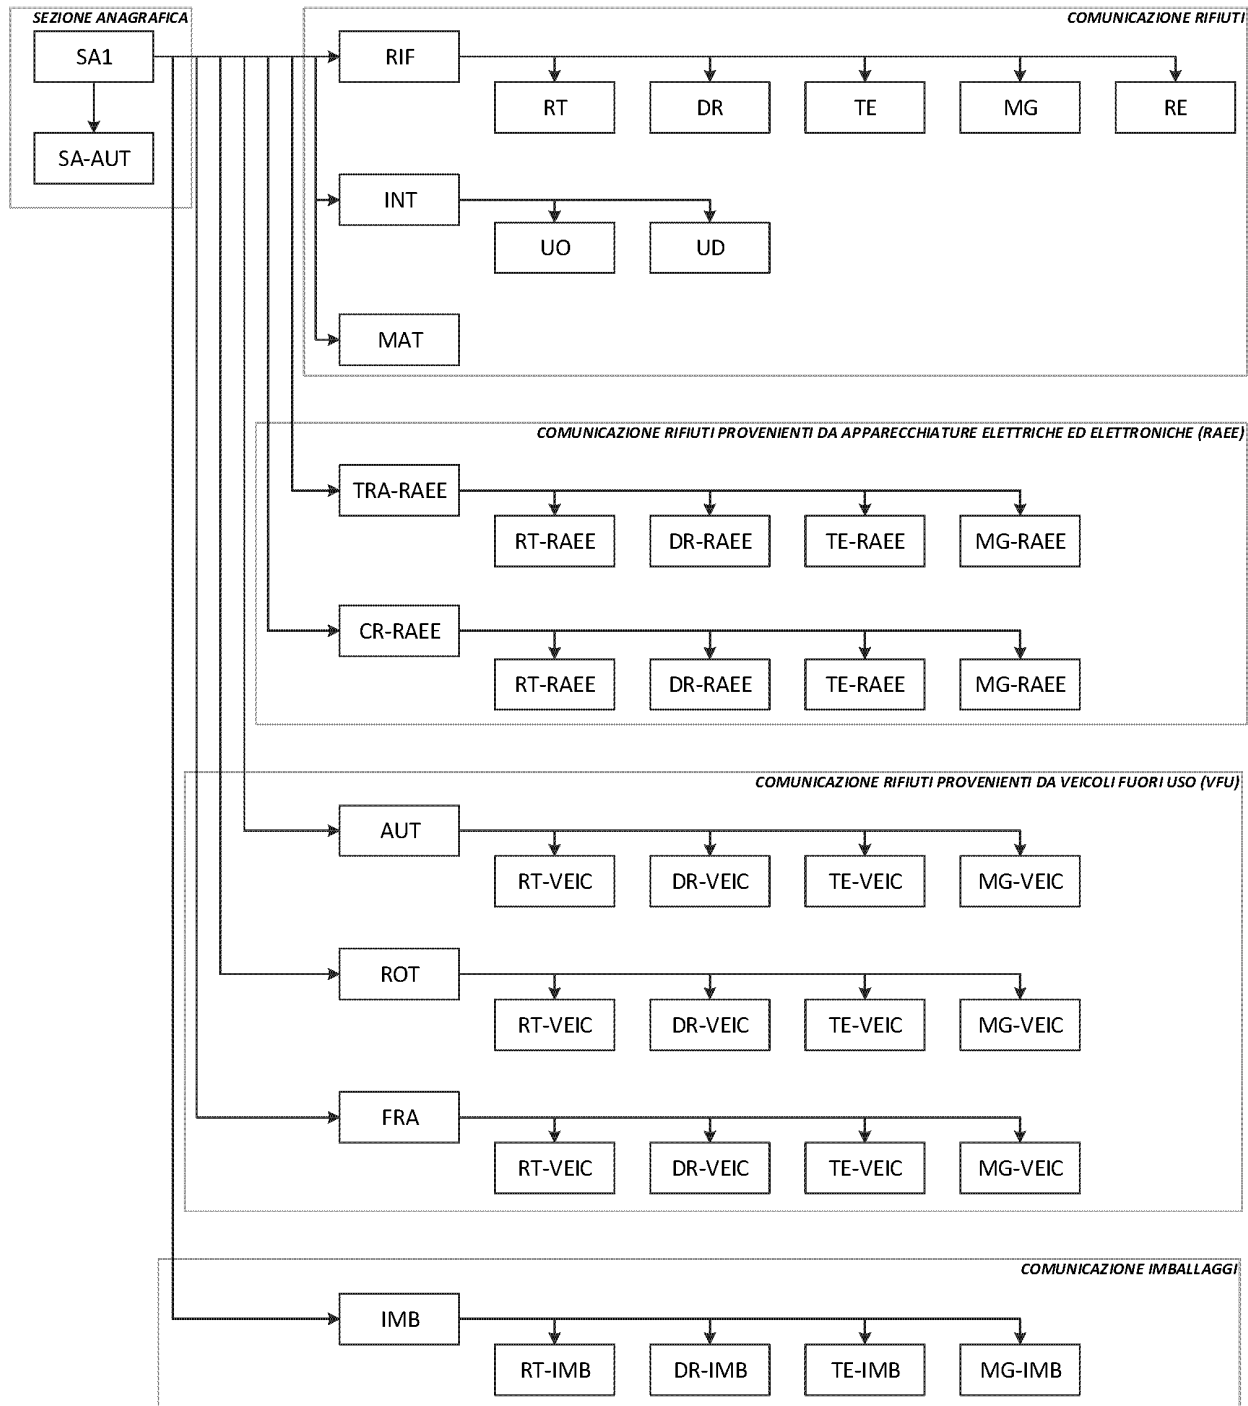 SEZIONE ANAGRAFICA
COMUNICAZIONE RIFIUTI
SA1
RIF
RT
DR
TE
MG
RE
SA-AUT
INT
UO
UD
MAT
COMUNICAZIONE RIFIUTI PROVENIENTI DA APPARECCHIATURE ELETTRICHE ED ELETTRONICHE (RAEE)
TRA-RAEE
RT-RAEE
DR-RAEE
TE-RAEE
MG-RAEE
CR-RAEE
RT-RAEE
DR-RAEE
TE-RAEE
MG-RAEE
COMUNICAZIONE RIFIUTI PROVENIENTI DA VEICOLI FUORI USO (VFU)
AUT
RT-VEIC
DR-VEIC
TE-VEIC
MG-VEIC
ROT
RT-VEIC
DR-VEIC
TE-VEIC
MG-VEIC
FRA
RT-VEIC
DR-VEIC
TE-VEIC
MG-VEIC
COMUNICAZIONE IMBALLAGGI
IMB
RT-IMB
DR-IMB
TE-IMB
MG-IMB